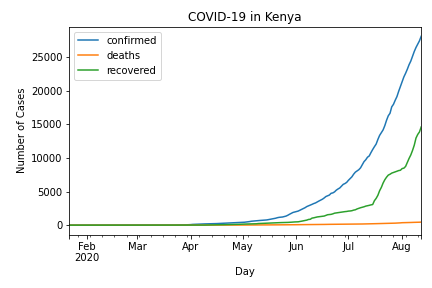 COVID-19 in Kenya
confirmed
deaths
recovered
Number of Cases
25000
20000
15000
10000
5000
0
Feb Mar Apr May Jun Jul Aug
2020
Day